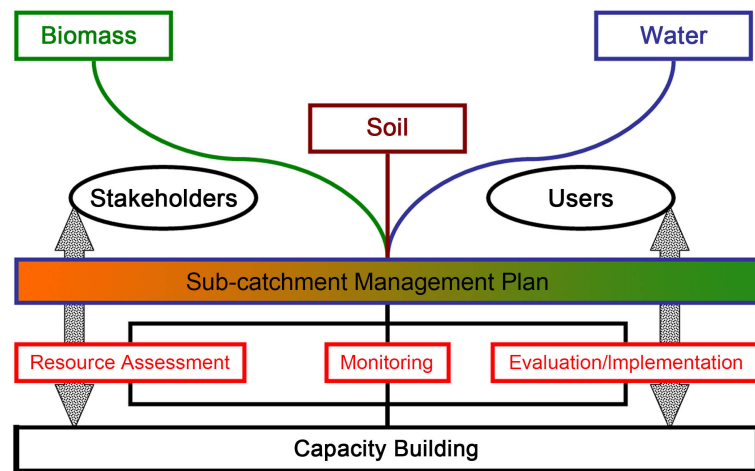 Biomass
Water
Soil
Stakeholders
Users
Sub-catchment Management Plan
Resource Assessment
Monitoring
Evaluation/Implementation
Capacity Building